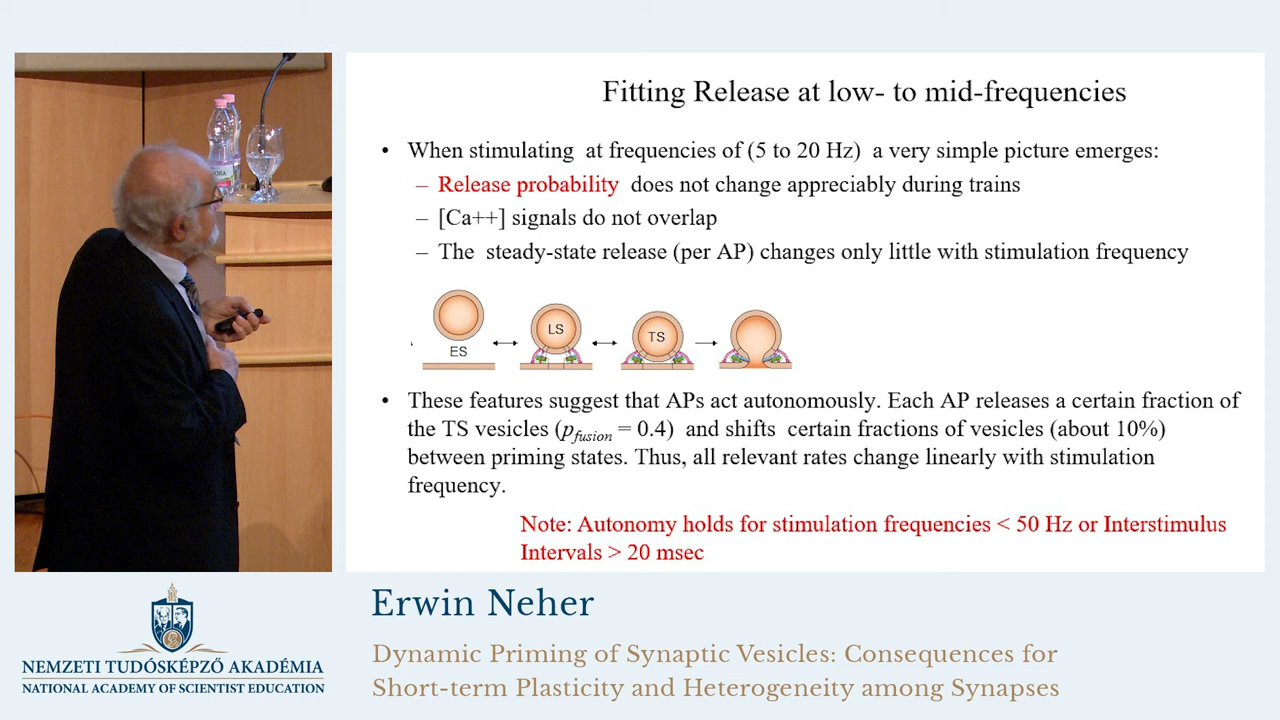 Fitting Release at low- to mid-frequencies
• When stimulating at frequencies of (5 to 20 Hz) a very simple picture emerges:
– Release probability does not change appreciably during trains
– [Ca++] signals do not overlap
– The steady-state release (per AP) changes only little with stimulation frequency
ES
LS
TS
• These features suggest that APs act autonomously. Each AP releases a certain fraction of
the TS vesicles (pfusion = 0.4) and shifts certain fractions of vesicles (about 10%)
between priming states. Thus, all relevant rates change linearly with stimulation
frequency.
Note: Autonomy holds for stimulation frequencies < 50 Hz or Interstimulus
Intervals > 20 msec
Erwin Neher
Dynamic Priming of Synaptic Vesicles: Consequences for
Short-term Plasticity and Heterogeneity among Synapses
NEMZETI TUDÓSKÉPZŐ AKADÉMIA
NATIONAL ACADEMY OF SCIENTIST EDUCATION